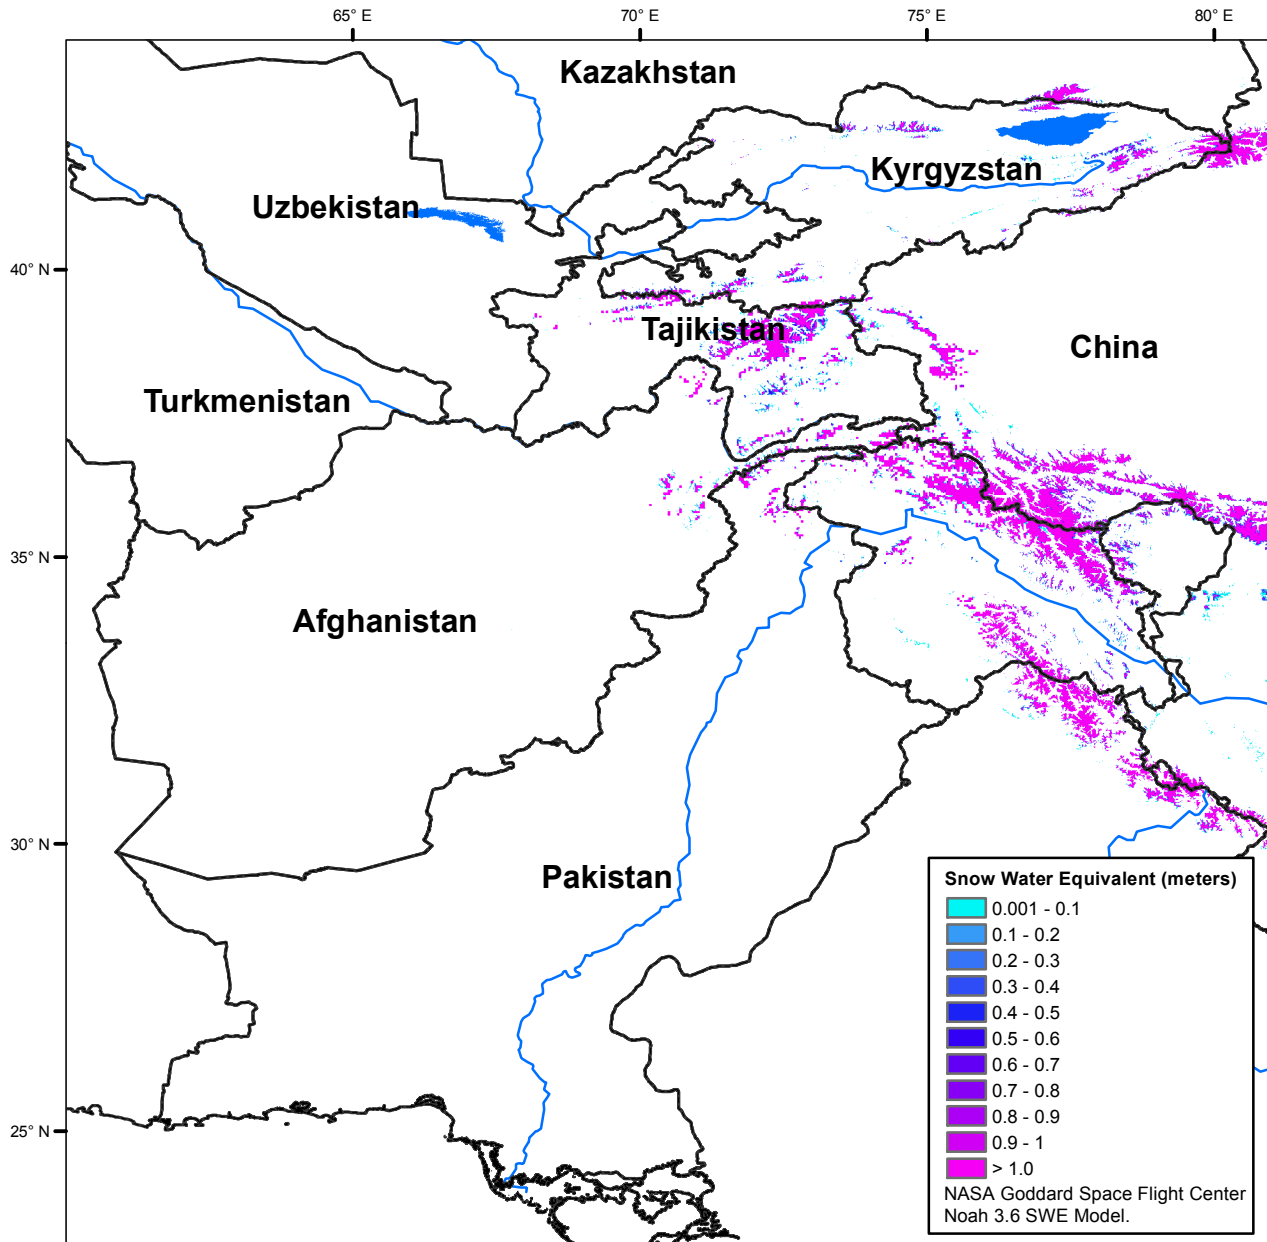 65° E
70° E
75° E
80° E
Kazakhstan
Kyrgyzstan
Uzbekistan
40° N
Tajikistan
China
Turkmenistan
35° N
Afghanistan
30° N
Pakistan
25° N
Snow Water Equivalent (meters)
0.001 - 0.1
0.1 - 0.2
0.2 - 0.3
0.3 - 0.4
0.4 - 0.5
0.5 - 0.6
0.6 - 0.7
0.7 - 0.8
0.8 - 0.9
0.9 - 1
> 1.0
NASA Goddard Space Flight Center
Noah 3.6 SWE Model.